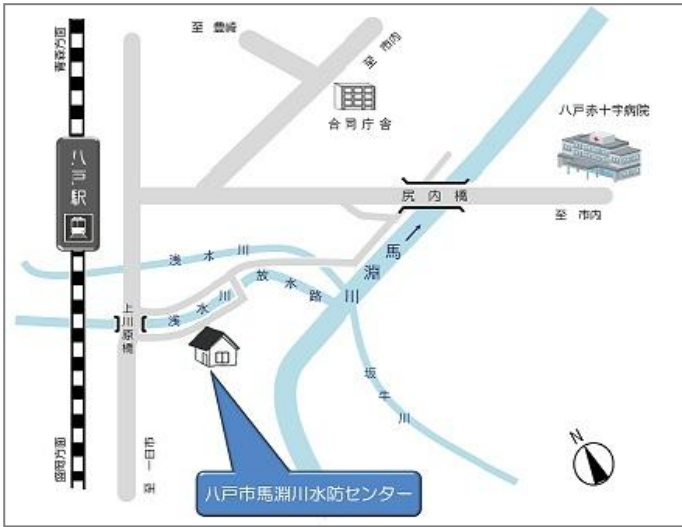 至 豊崎
至 市内
青森方面
合同庁舎
八戸赤十字病院
八戸駅
尻内橋
至 市内
馬淵川
浅水川
浅水川放水路
上川原橋
坂牛川
盛岡方面
至 一日市
八戸市馬淵川水防センター
N